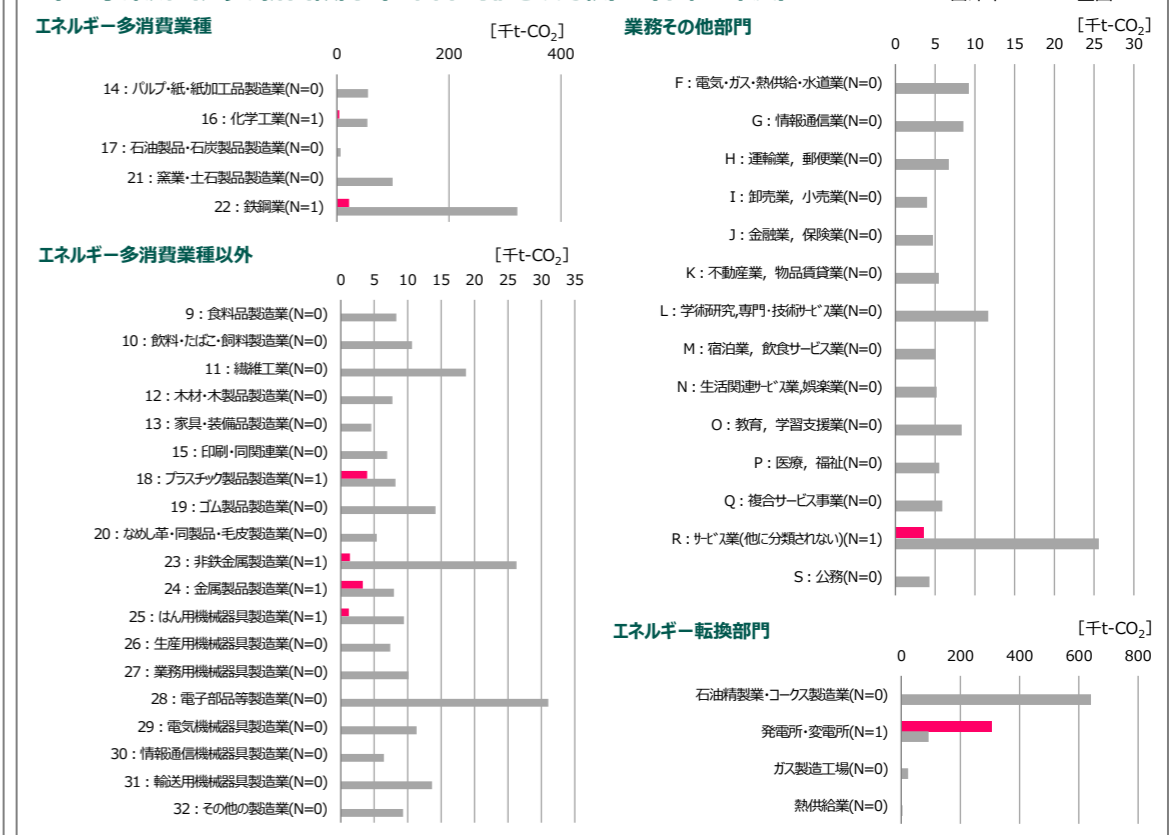 エネルギー多消費業種
[千t-CO2]
0 200 400
14：パルプ・紙・紙加工品製造業(N=0)
16：化学工業(N=1)
17：石油製品・石炭製品製造業(N=0)
21：窯業・土石製品製造業(N=0)
22：鉄鋼業(N=1)
エネルギー多消費業種以外
[千t-CO2]
0 5 10 15 20 25 30 35
9：食料品製造業(N=0)
10：飲料・たばこ・飼料製造業(N=0)
11：繊維工業(N=0)
12：木材・木製品製造業(N=0)
13：家具・装備品製造業(N=0)
15：印刷・同関連業(N=0)
18：プラスチック製品製造業(N=1)
19：ゴム製品製造業(N=0)
20：なめし革・同製品・毛皮製造業(N=0)
23：非鉄金属製造業(N=1)
24：金属製品製造業(N=1)
25：はん用機械器具製造業(N=1)
26：生産用機械器具製造業(N=0)
27：業務用機械器具製造業(N=0)
28：電子部品等製造業(N=0)
29：電気機械器具製造業(N=0)
30：情報通信機械器具製造業(N=0)
31：輸送用機械器具製造業(N=0)
32：その他の製造業(N=0)
業務その他部門
[千t-CO2]
0 5 10 15 20 25 30
F：電気・ガス・熱供給・水道業(N=0)
G：情報通信業(N=0)
H：運輸業，郵便業(N=0)
I：卸売業，小売業(N=0)
J：金融業，保険業(N=0)
K：不動産業，物品賃貸業(N=0)
L：学術研究,専門・技術ｻｰﾋﾞｽ業(N=0)
M：宿泊業，飲食サービス業(N=0)
N：生活関連ｻｰﾋﾞｽ業,娯楽業(N=0)
O：教育，学習支援業(N=0)
P：医療，福祉(N=0)
Q：複合サービス事業(N=0)
R：ｻｰﾋﾞｽ業(他に分類されない)(N=1)
S：公務(N=0)
エネルギー転換部門
[千t-CO2]
0 200 400 600 800
石油精製業・コークス製造業(N=0)
発電所・変電所(N=1)
ガス製造工場(N=0)
熱供給業(N=0)